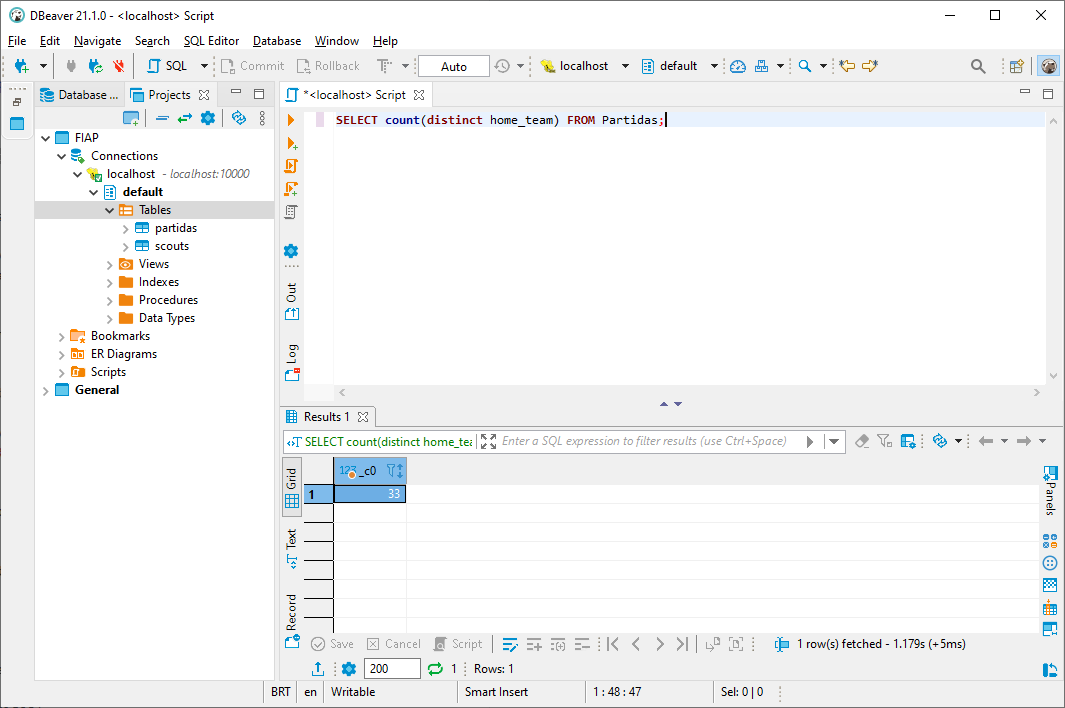 DBeaver 21.1.0 - <localhost> Script
File Edit Navigate Search SQL Editor Database Window Help
SQL Commit Rollback Auto localhost default
Database ... Projects
*<localhost> Script
FIAP
Connections
localhost - localhost:10000
default
Tables
partidas
scouts
Views
Indexes
Procedures
Data Types
Bookmarks
ER Diagrams
Scripts
General
SELECT count(distinct home_team) FROM Partidas;
Out
Log
Results 1
SELECT count(distinct home_tea Enter a SQL expression to filter results (use Ctrl+Space)
Grid
Text
Record
123 _c0
1 33
Panels
Save Cancel Script 1 row(s) fetched - 1.179s (+5ms)
200 1 Rows: 1
BRT en Writable Smart Insert 1 : 48 : 47 Sel: 0 | 0